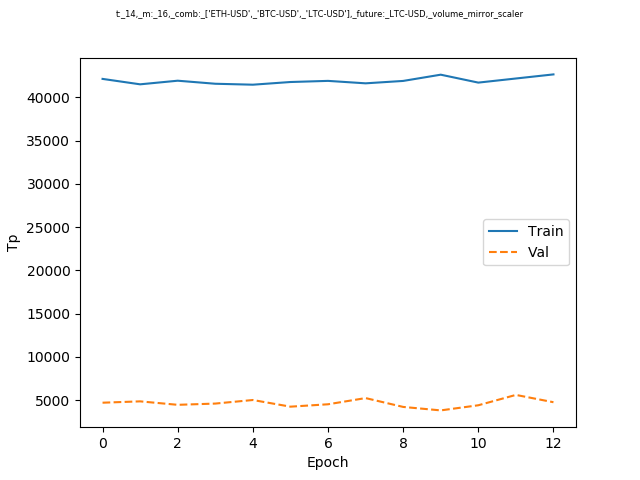 t:_14,_m:_16,_comb:_['ETH-USD',_'BTC-USD',_'LTC-USD'],_future:_LTC-USD,_volume_mirror_scaler
40000
35000
30000
25000
20000
15000
10000
5000
Tp
Train
Val
0 2 4 6 8 10 12
Epoch